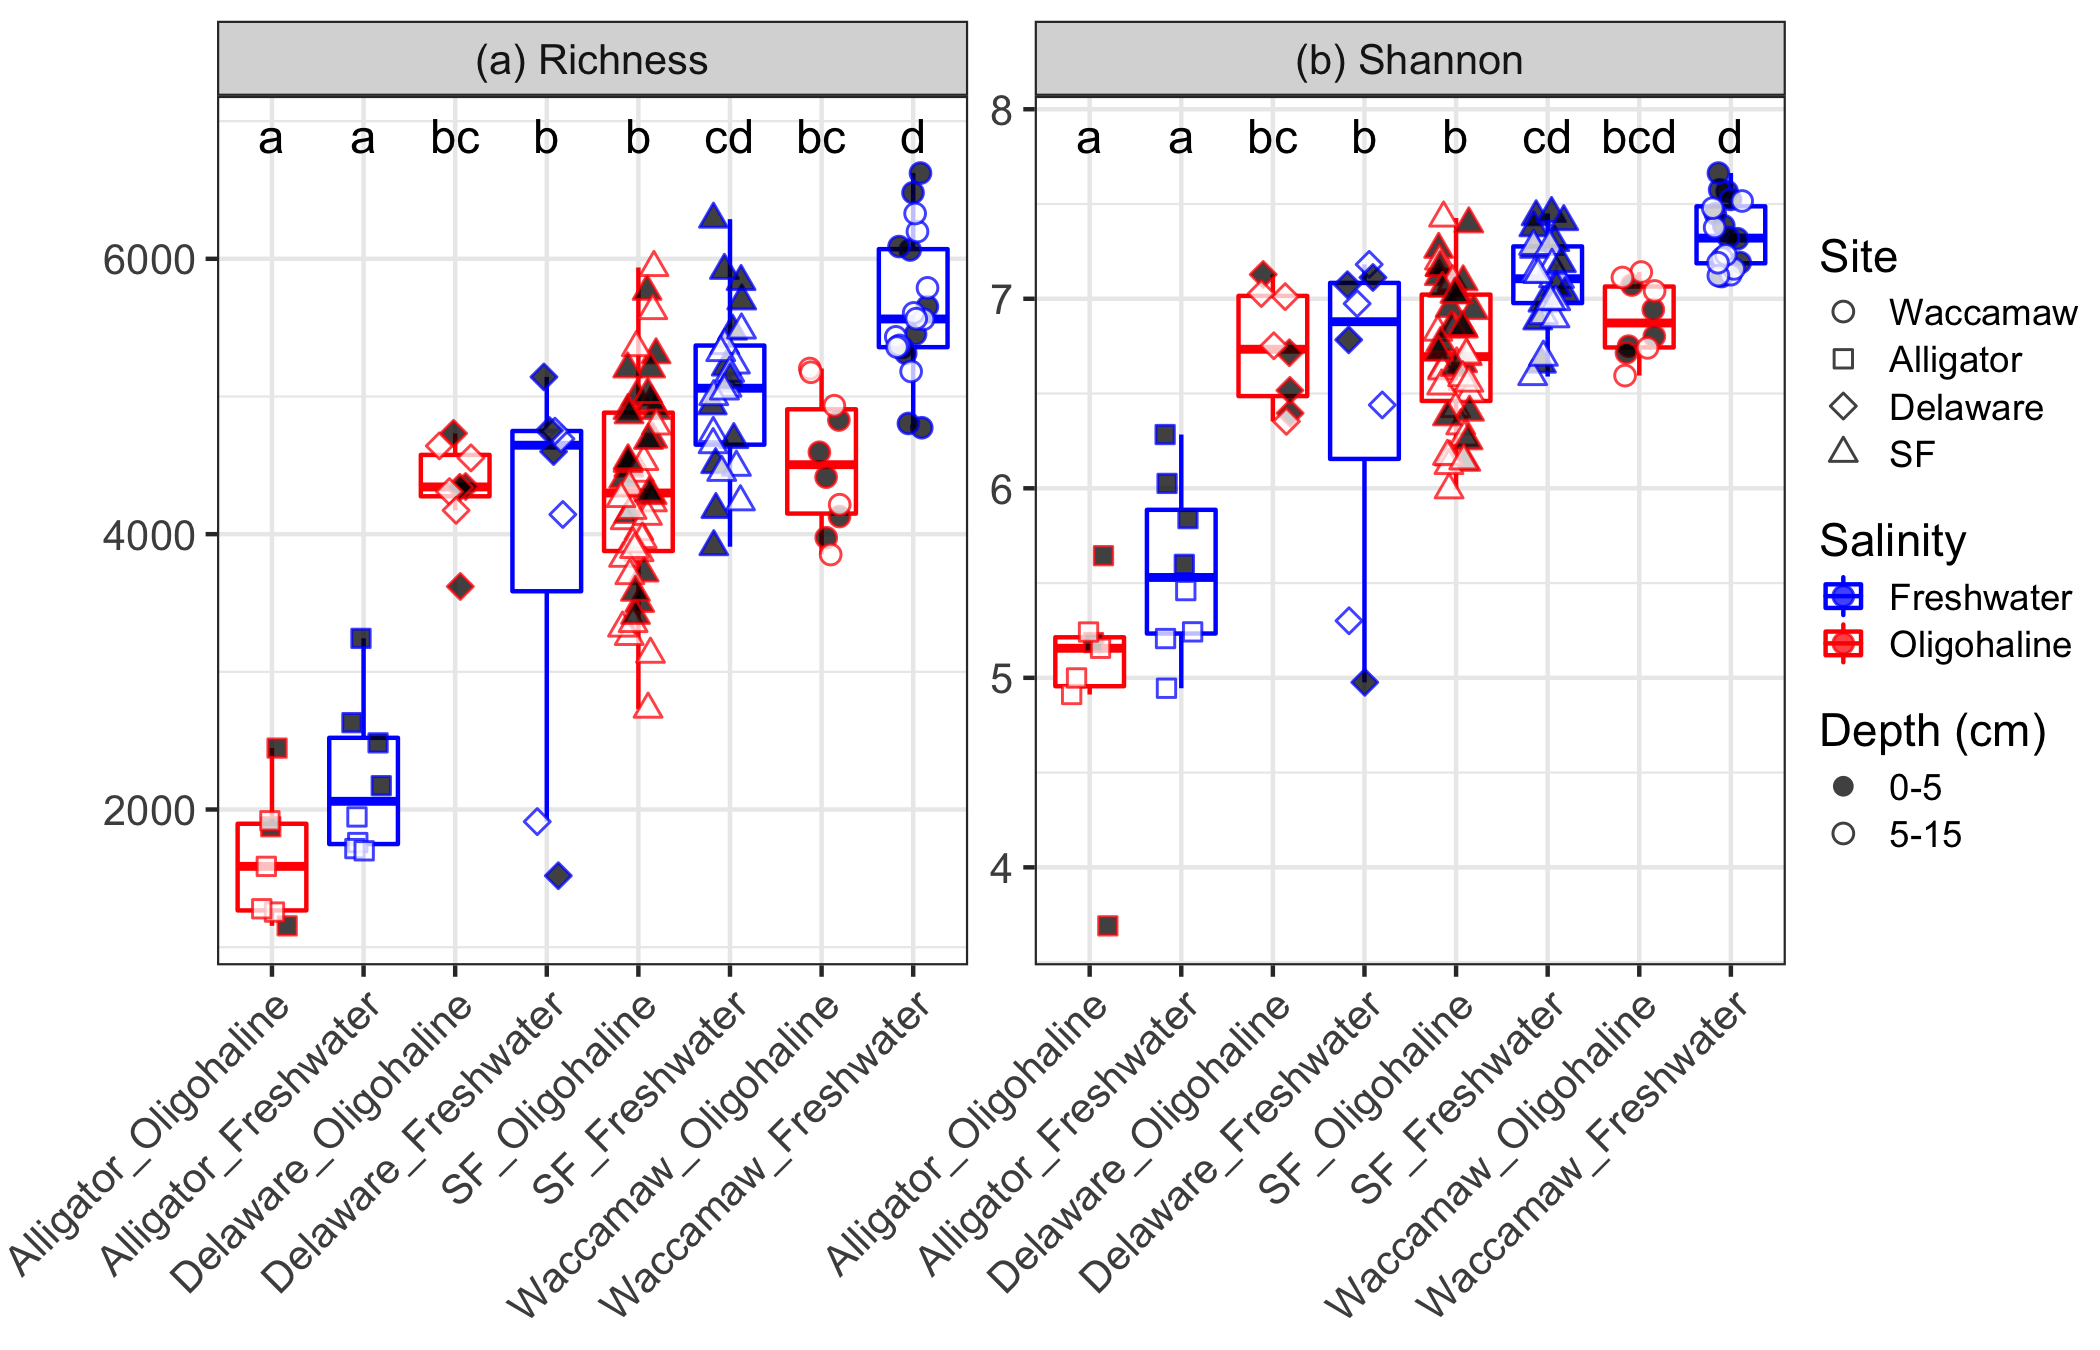 (a) Richness
(b) Shannon
a a bc b b cd bc d
a a bc b b cd bcd d
6000
4000
2000
8
7
6
5
4
Alligator_Oligohaline
Alligator_Freshwater
Delaware_Oligohaline
Delaware_Freshwater
SF_Oligohaline
SF_Freshwater
Waccamaw_Oligohaline
Waccamaw_Freshwater
Alligator_Oligohaline
Alligator_Freshwater
Delaware_Oligohaline
Delaware_Freshwater
SF_Oligohaline
SF_Freshwater
Waccamaw_Oligohaline
Waccamaw_Freshwater
Site
Waccamaw
Alligator
Delaware
SF
Salinity
Freshwater
Oligohaline
Depth (cm)
0-5
5-15